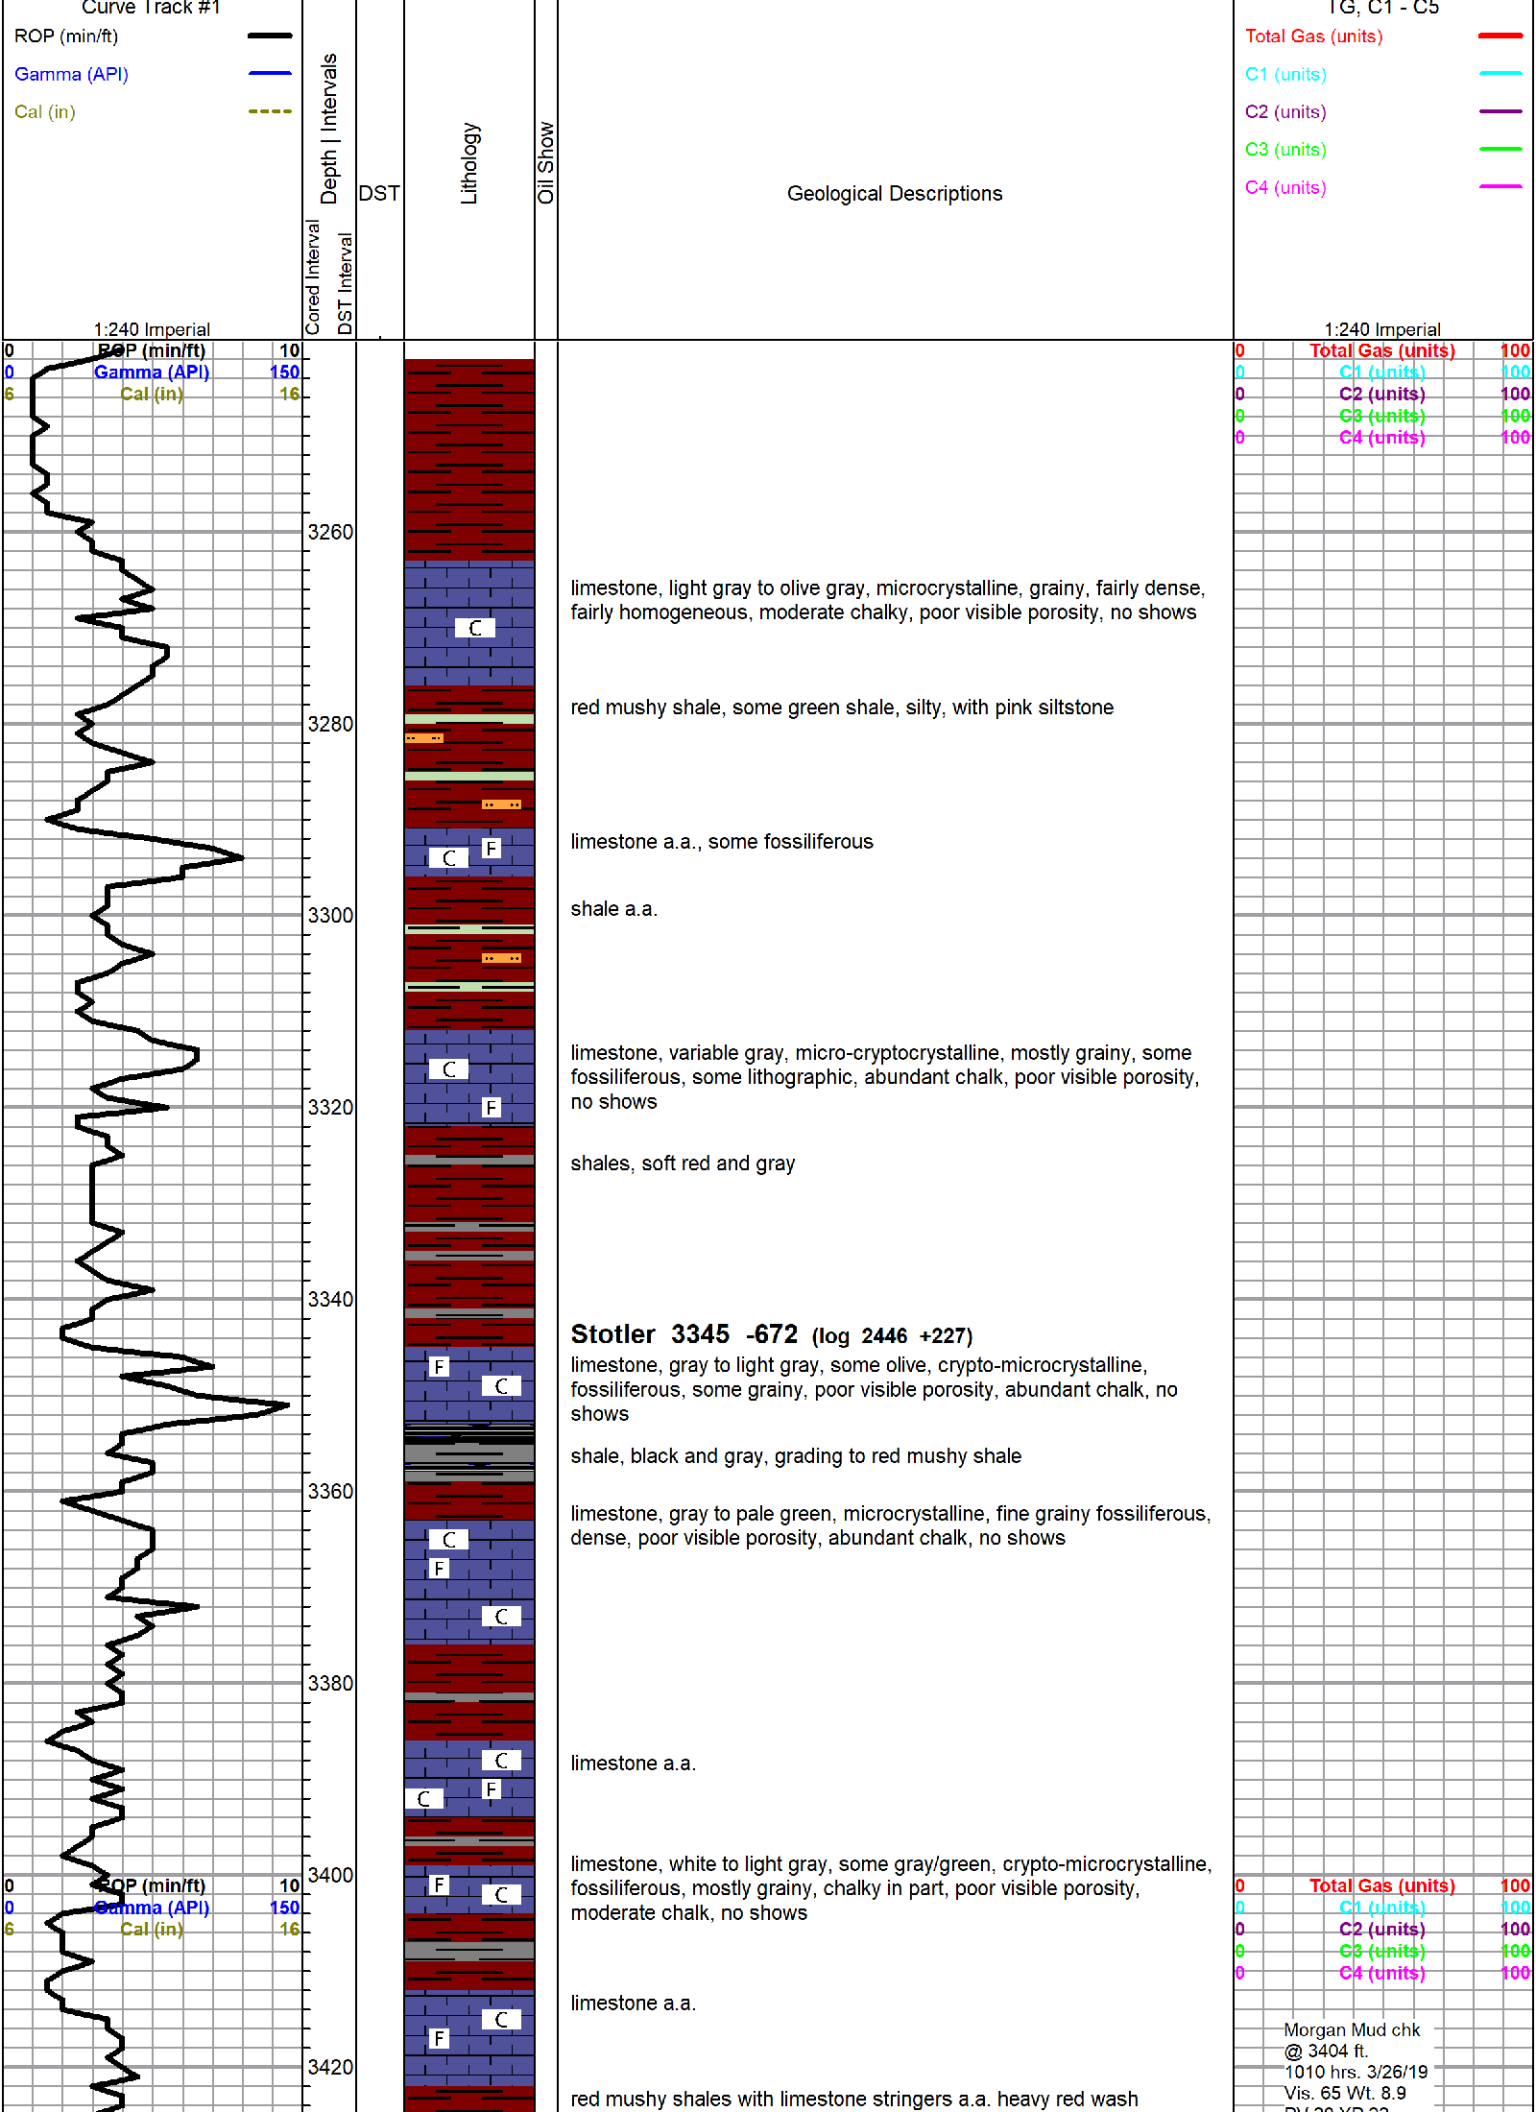 Curve Track #1
ROP (min/ft)
Gamma (API)
Cal (in)
1:240 Imperial
Depth | Intervals
Cored Interval
DST Interval
DST
Lithology
Oil Show
Geological Descriptions
TG, C1 - C5
Total Gas (units)
C1 (units)
C2 (units)
C3 (units)
C4 (units)
1:240 Imperial
0 ROP (min/ft) 10
0 Gamma (API) 150
6 Cal (in) 16
0 Total Gas (units) 100
0 C1 (units) 100
0 C2 (units) 100
0 C3 (units) 100
0 C4 (units) 100
3260
limestone, light gray to olive gray, microcrystalline, grainy, fairly dense,
fairly homogeneous, moderate chalky, poor visible porosity, no shows
C
red mushy shale, some green shale, silty, with pink siltstone
3280
limestone a.a., some fossiliferous
F
C
shale a.a.
3300
limestone, variable gray, micro-cryptocrystalline, mostly grainy, some
fossiliferous, some lithographic, abundant chalk, poor visible porosity,
no shows
C
F
3320
shales, soft red and gray
3340
Stotler 3345 -672 (log 2446 +227)
limestone, gray to light gray, some olive, crypto-microcrystalline,
fossiliferous, some grainy, poor visible porosity, abundant chalk, no
shows
F
C
shale, black and gray, grading to red mushy shale
3360
limestone, gray to pale green, microcrystalline, fine grainy fossiliferous,
dense, poor visible porosity, abundant chalk, no shows
C
F
C
3380
limestone a.a.
C
F
C
3400
limestone, white to light gray, some gray/green, crypto-microcrystalline,
fossiliferous, mostly grainy, chalky in part, poor visible porosity,
moderate chalk, no shows
F
C
0 ROP (min/ft) 10
0 Gamma (API) 150
6 Cal (in) 16
0 Total Gas (units) 100
0 C1 (units) 100
0 C2 (units) 100
0 C3 (units) 100
0 C4 (units) 100
limestone a.a.
C
F
3420
Morgan Mud chk
@ 3404 ft.
1010 hrs. 3/26/19
Vis. 65 Wt. 8.9
red mushy shales with limestone stringers a.a. heavy red wash